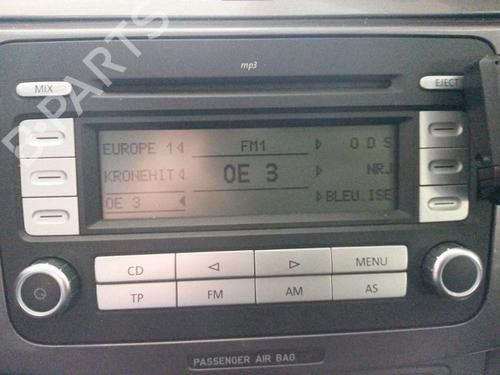 mp3
MIX
EJECT
EUROPE 1
FM1
O D S
KRONEHIT
OE 3
NRJ
OE 3
BLEU ISE
CD
MENU
TP
FM
AM
AS
PASSENGER AIR BAG
B-PARTS